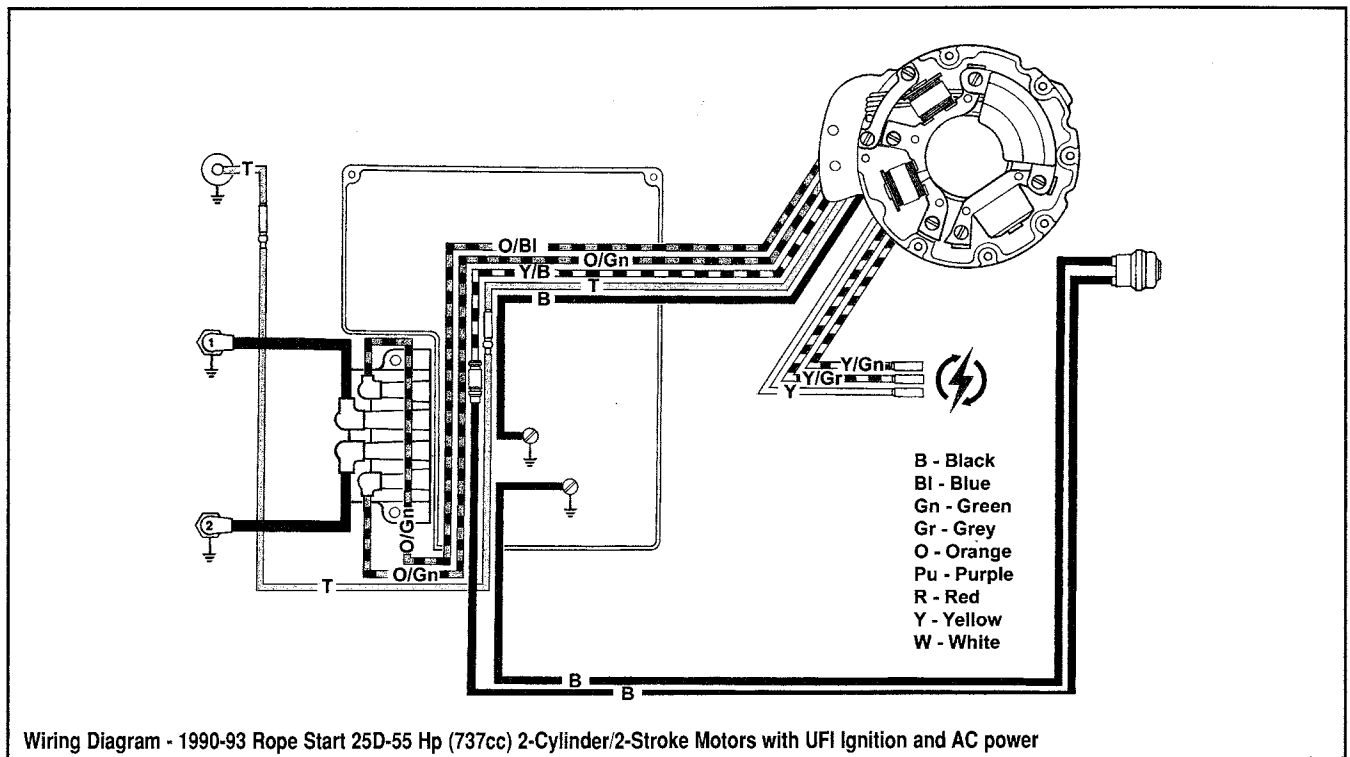 T
O/Bl
O/Gn
Y/B
T
B
1
Y/Gn
Y/Gr
Y
B - Black
Bl - Blue
Gn - Green
Gr - Grey
O - Orange
Pu - Purple
R - Red
Y - Yellow
W - White
2
O/Gn
O/Gn
T
B
B
Wiring Diagram - 1990-93 Rope Start 25D-55 Hp (737cc) 2-Cylinder/2-Stroke Motors with UFI Ignition and AC power